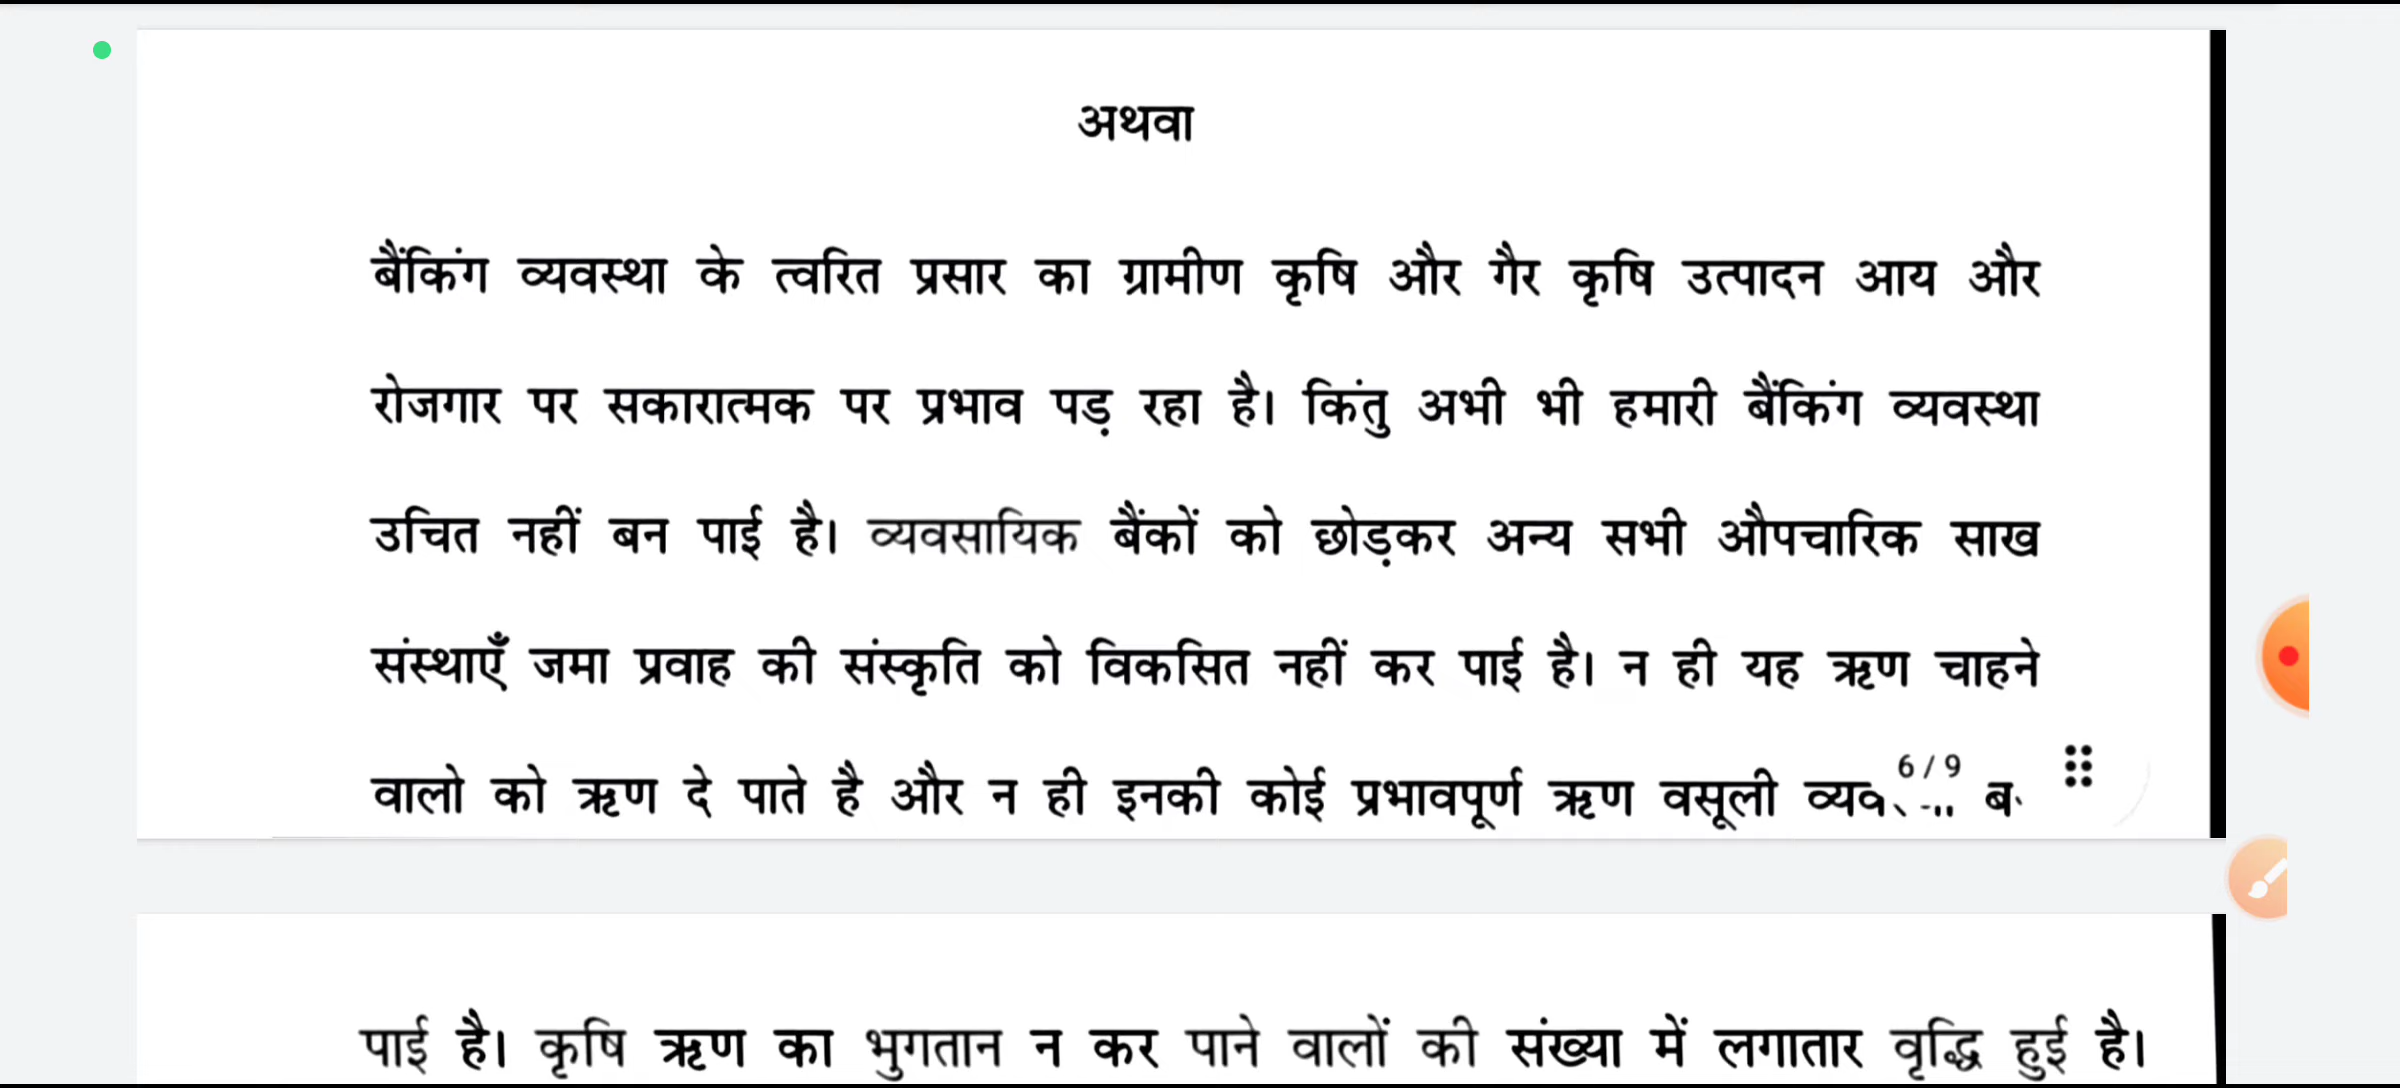 अथवा
बैंकिंग व्यवस्था के त्वरित प्रसार का ग्रामीण कृषि और गैर कृषि उत्पादन आय और
रोजगार पर सकारात्मक पर प्रभाव पड़ रहा है। किंतु अभी भी हमारी बैंकिंग व्यवस्था
उचित नहीं बन पाई है। व्यवसायिक बैंकों को छोड़कर अन्य सभी औपचारिक साख
संस्थाएँ जमा प्रवाह की संस्कृति को विकसित नहीं कर पाई है। न ही यह ऋण चाहने
वालो को ऋण दे पाते है और न ही इनकी कोई प्रभावपूर्ण ऋण वसूली
6 / 9
पाई है। कृषि ऋण का भुगतान न कर पाने वालों की संख्या में लगातार वृद्धि हुई है।